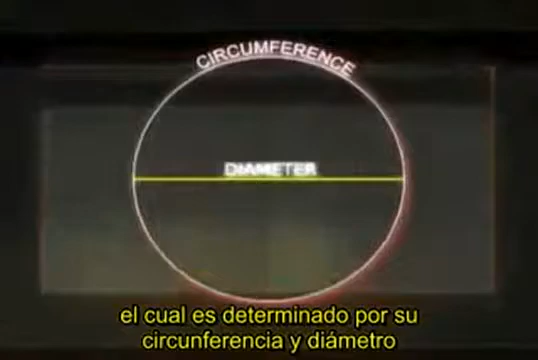 CIRCUMFERENCE
DIAMETER
el cual es determinado por su
circunferencia y diámetro